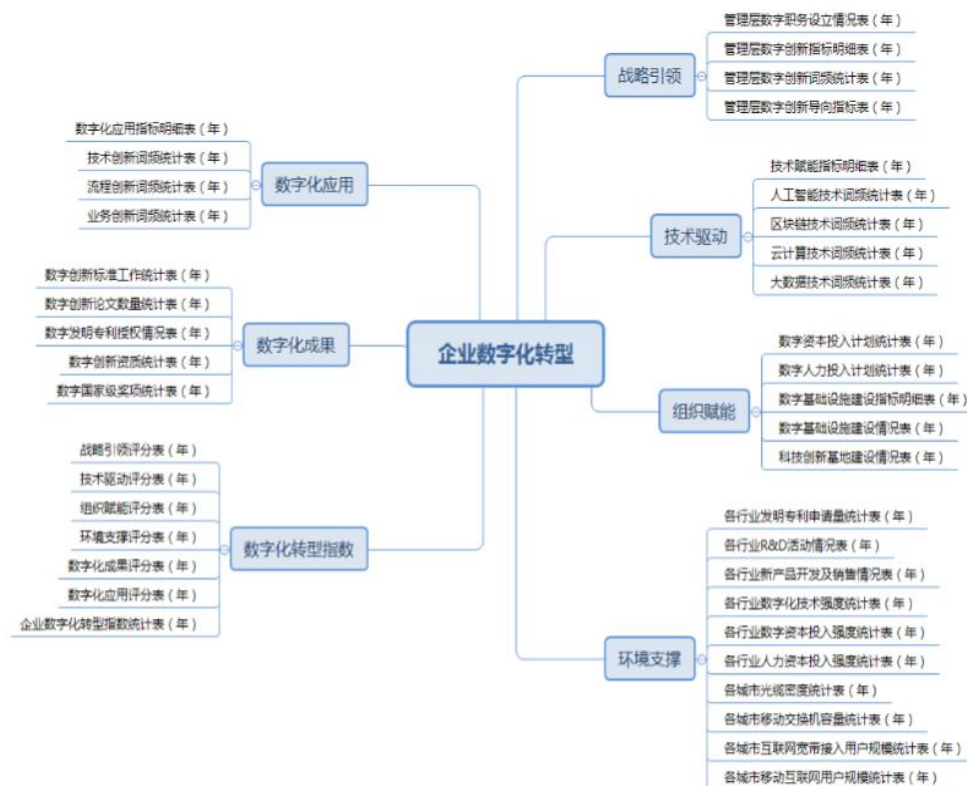 企业数字化转型
战略引领
管理层数字职务设立情况表（年）
管理层数字创新指标明细表（年）
管理层数字创新词频统计表（年）
管理层数字创新导向指标表（年）
技术驱动
技术赋能指标明细表（年）
人工智能技术词频统计表（年）
区块链技术词频统计表（年）
云计算技术词频统计表（年）
大数据技术词频统计表（年）
组织赋能
数字资本投入计划统计表（年）
数字人力投入计划统计表（年）
数字基础设施建设指标明细表（年）
数字基础设施建设情况表（年）
科技创新基地建设情况表（年）
环境支撑
各行业发明专利申请量统计表（年）
各行业R&D活动情况表（年）
各行业新产品开发及销售情况表（年）
各行业数字化技术强度统计表（年）
各行业数字资本投入强度统计表（年）
各行业人力资本投入强度统计表（年）
各城市光缆密度统计表（年）
各城市移动交换机容量统计表（年）
各城市互联网宽带接入用户规模统计表（年）
各城市移动互联网用户规模统计表（年）
数字化应用
数字化应用指标明细表（年）
技术创新词频统计表（年）
流程创新词频统计表（年）
业务创新词频统计表（年）
数字化成果
数字创新标准工作统计表（年）
数字创新论文数量统计表（年）
数字发明专利授权情况表（年）
数字创新资质统计表（年）
数字国家级奖项统计表（年）
数字化转型指数
战略引领评分表（年）
技术驱动评分表（年）
组织赋能评分表（年）
环境支撑评分表（年）
数字化成果评分表（年）
数字化应用评分表（年）
企业数字化转型指数统计表（年）